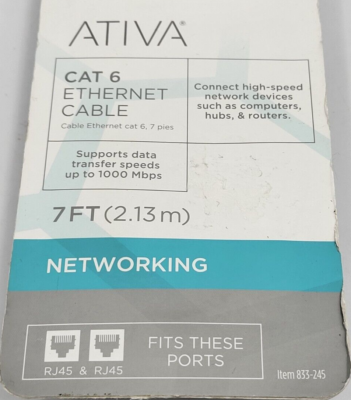 ATIVA®
CAT 6
ETHERNET
CABLE
Cable Ethernet cat 6, 7 pies
Connect high-speed
network devices
such as computers,
hubs, & routers.
Supports data
transfer speeds
up to 1000 Mbps
7 FT (2.13 m)
NETWORKING
RJ45 & RJ45
FITS THESE
PORTS
Item 833-245